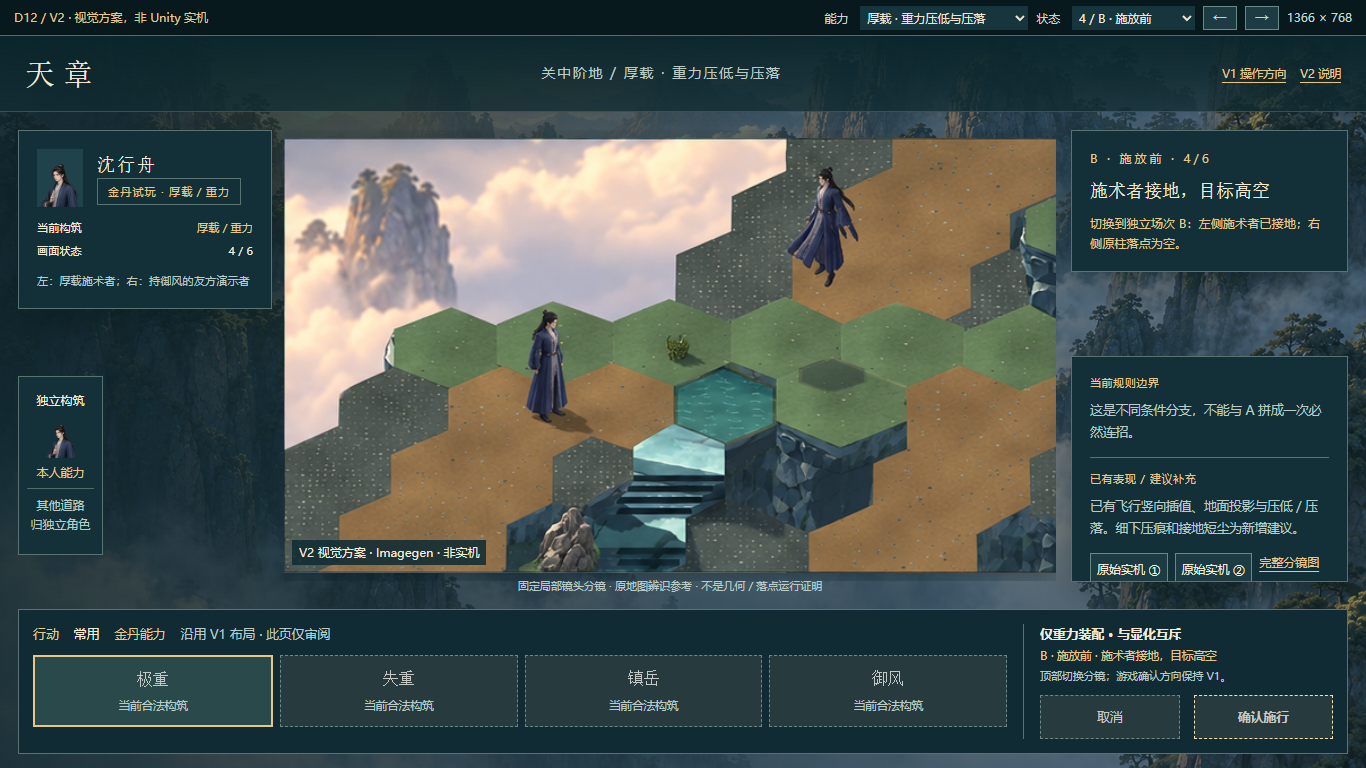 D12 / V2 · 视觉方案，非 Unity 实机
能力 厚载 · 重力压低与压落 状态 4 / B · 施放前 ← → 1366 × 768
天章
关中阶地 / 厚载 · 重力压低与压落
V1 操作方向 V2 说明
沈行舟
金丹试玩 · 厚载 / 重力
当前构筑 厚载 / 重力
画面状态 4 / 6
左：厚载施术者；右：持御风的友方演示者
独立构筑
本人能力
其他道路
归独立角色
V2 视觉方案 · Imagegen · 非实机
固定局部镜头分镜 · 原地图辨识参考 · 不是几何 / 落点运行证明
B · 施放前 · 4/6
施术者接地，目标高空
切换到独立场次 B：左侧施术者已接地；右
侧原柱落点为空。
当前规则边界
这是不同条件分支，不能与 A 拼成一次必
然连招。
已有表现 / 建议补充
已有飞行竖向插值、地面投影与压低 / 压
落。细下压痕和接地短尘为新增建议。
原始实机 ① 原始实机 ② 完整分镜图
行动 常用 金丹能力 沿用 V1 布局 · 此页仅审阅
极重
当前合法构筑
失重
当前合法构筑
镇岳
当前合法构筑
御风
当前合法构筑
仅重力装配 · 与显化互斥
B · 施放前 · 施术者接地，目标高空
顶部切换分镜；游戏确认方向保持 V1。
取消 确认施行